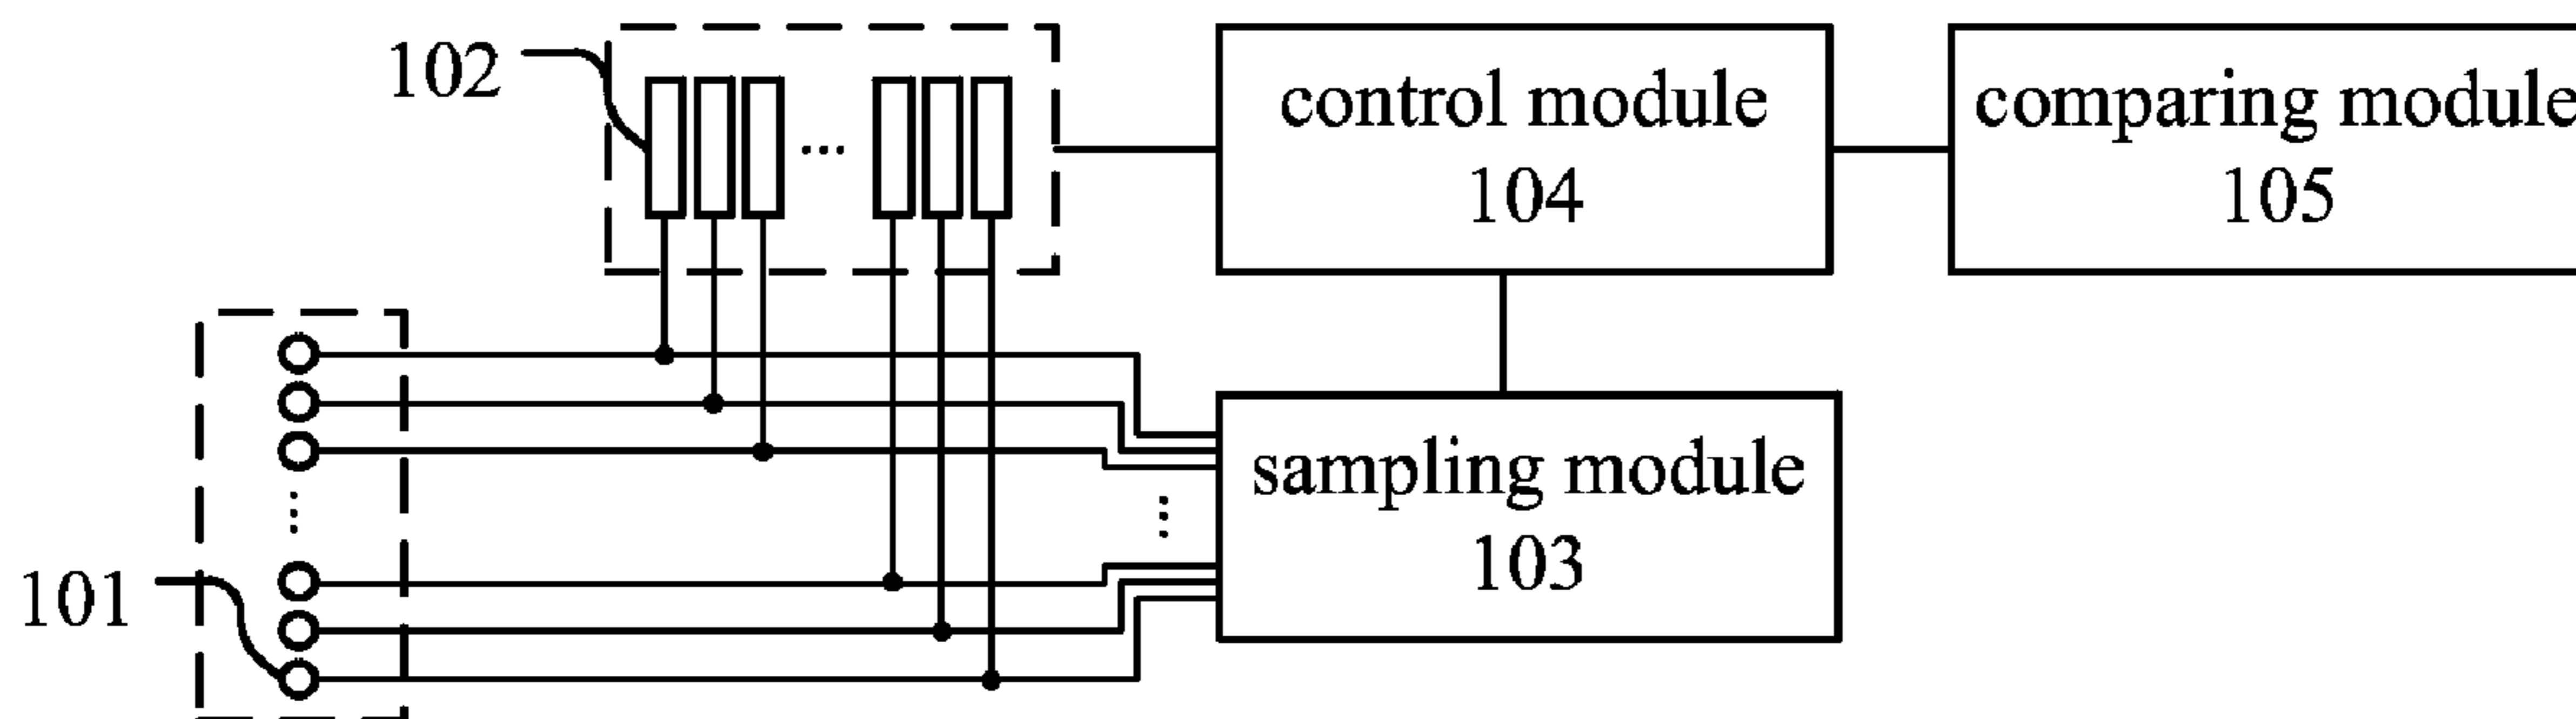 102
control module
104
comparing module
105
...
sampling module
103
101